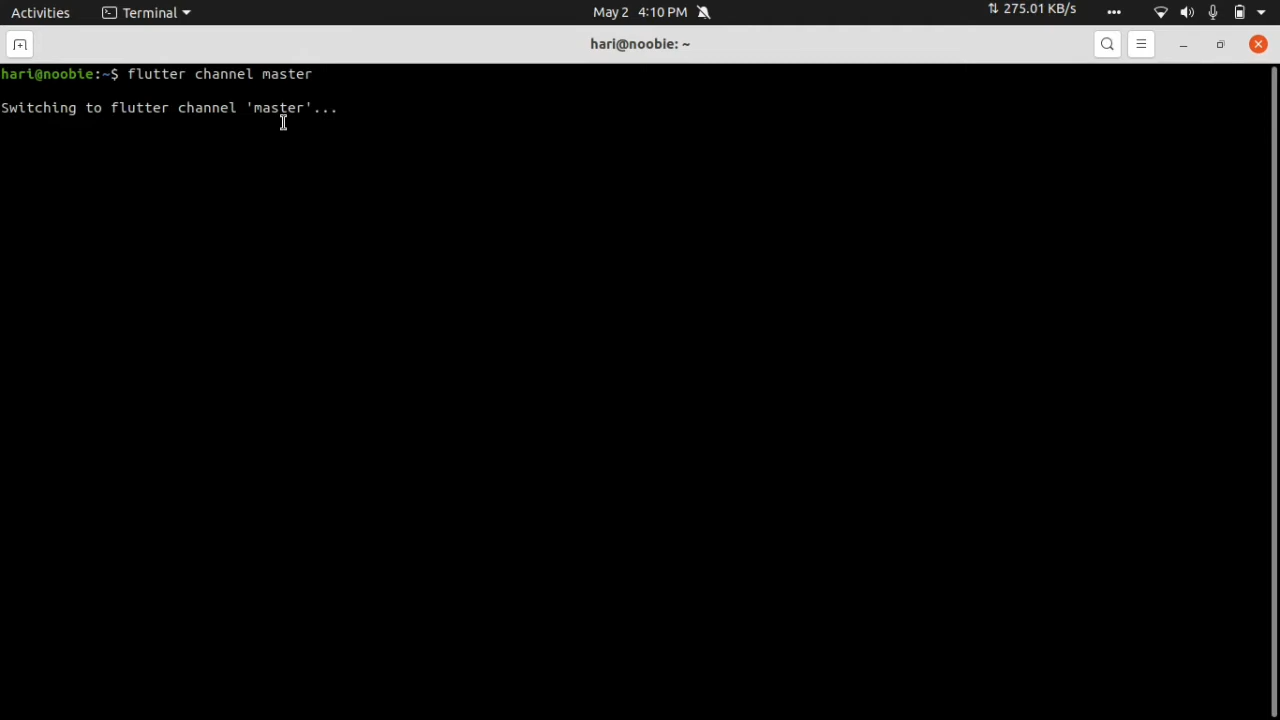 Activities Terminal May 2 4:10 PM 275.01 KB/s
hari@noobie: ~
hari@noobie:~$ flutter channel master
Switching to flutter channel 'master'...